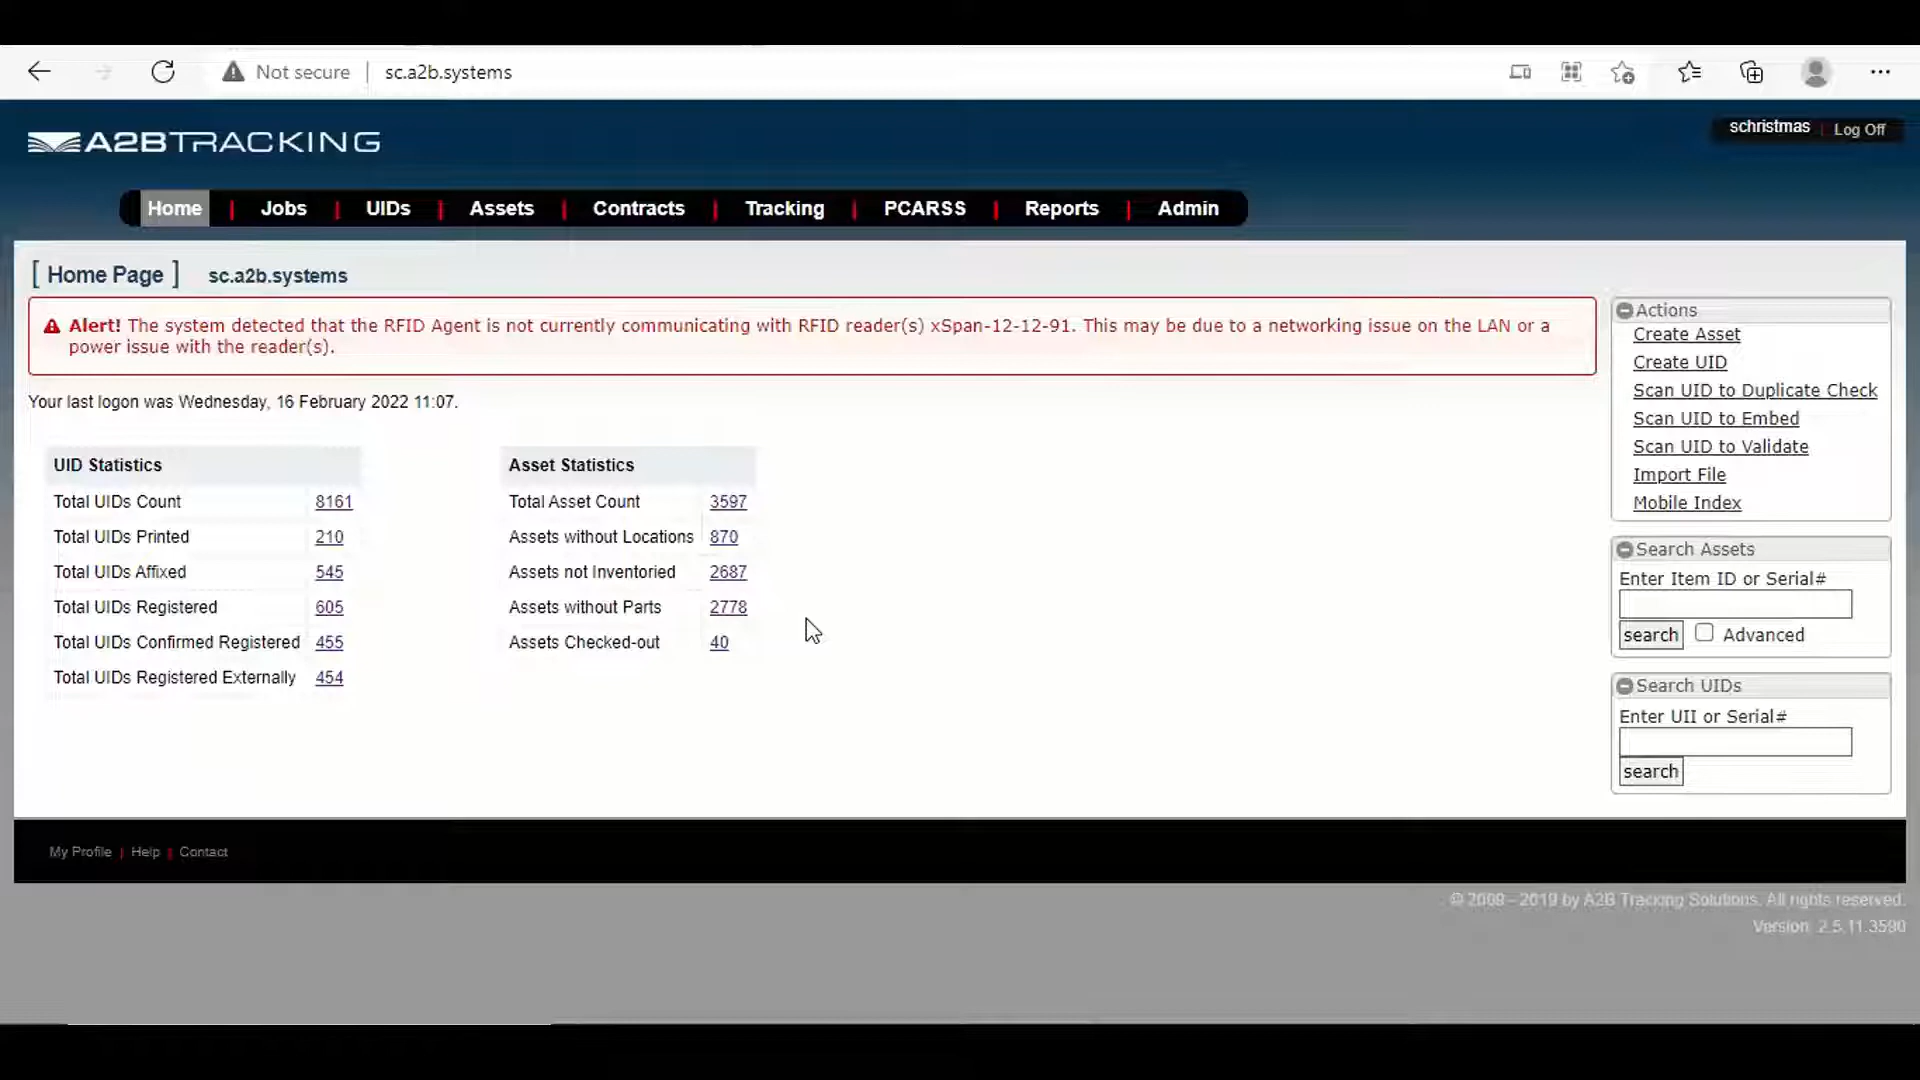 Not secure | sc.a2b.systems
A2BTRACKING
schristmas | Log Off
Home | Jobs | UIDs | Assets | Contracts | Tracking | PCARSS | Reports | Admin
[ Home Page ] sc.a2b.systems
Alert! The system detected that the RFID Agent is not currently communicating with RFID reader(s) xSpan-12-12-91. This may be due to a networking issue on the LAN or a
power issue with the reader(s).
Your last logon was Wednesday, 16 February 2022 11:07.
UID Statistics
Total UIDs Count 8161
Total UIDs Printed 210
Total UIDs Affixed 545
Total UIDs Registered 605
Total UIDs Confirmed Registered 455
Total UIDs Registered Externally 454
Asset Statistics
Total Asset Count 3597
Assets without Locations 870
Assets not Inventoried 2687
Assets without Parts 2778
Assets Checked-out 40
Actions
Create Asset
Create UID
Scan UID to Duplicate Check
Scan UID to Embed
Scan UID to Validate
Import File
Mobile Index
Search Assets
Enter Item ID or Serial#
search Advanced
Search UIDs
Enter UII or Serial#
search
My Profile | Help | Contact
© 2009 - 2019 by A2B Tracking Solutions. All rights reserved.
Version: 2.5.11.3590